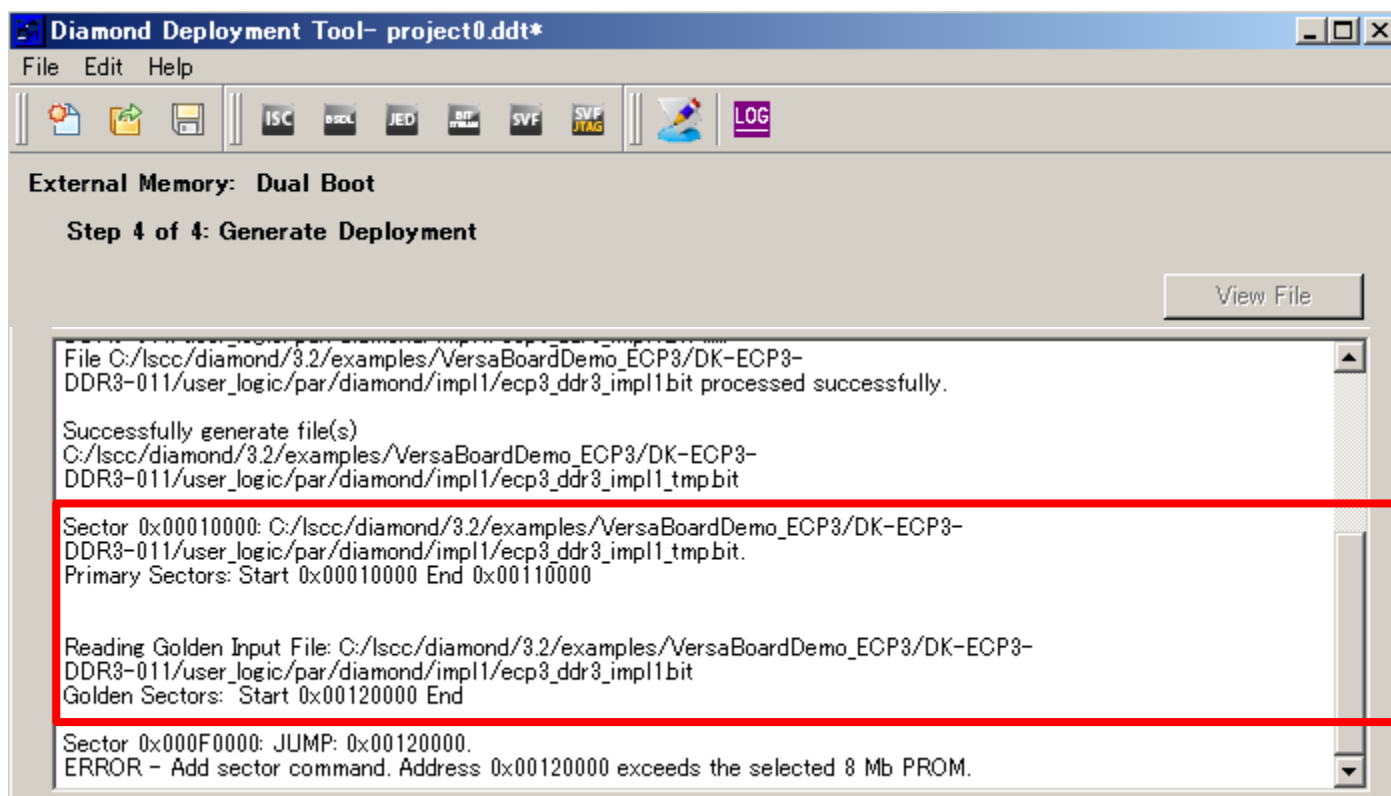 Diamond Deployment Tool- project0.ddt*
File Edit Help
ISC BSDL JED BIT SVF SVF JTAG LOG
External Memory: Dual Boot
Step 4 of 4: Generate Deployment
View File
File C:/lscc/diamond/3.2/examples/VersaBoardDemo_ECP3/DK-ECP3-
DDR3-011/user_logic/par/diamond/impl1/ecp3_ddr3_impl1.bit processed successfully.
Successfully generate file(s)
C:/lscc/diamond/3.2/examples/VersaBoardDemo_ECP3/DK-ECP3-
DDR3-011/user_logic/par/diamond/impl1/ecp3_ddr3_impl1_tmp.bit
Sector 0x00010000: C:/lscc/diamond/3.2/examples/VersaBoardDemo_ECP3/DK-ECP3-
DDR3-011/user_logic/par/diamond/impl1/ecp3_ddr3_impl1_tmp.bit.
Primary Sectors: Start 0x00010000 End 0x00110000
Reading Golden Input File: C:/lscc/diamond/3.2/examples/VersaBoardDemo_ECP3/DK-ECP3-
DDR3-011/user_logic/par/diamond/impl1/ecp3_ddr3_impl1.bit
Golden Sectors: Start 0x00120000 End
Sector 0x000F0000: JUMP: 0x00120000.
ERROR - Add sector command. Address 0x00120000 exceeds the selected 8 Mb PROM.